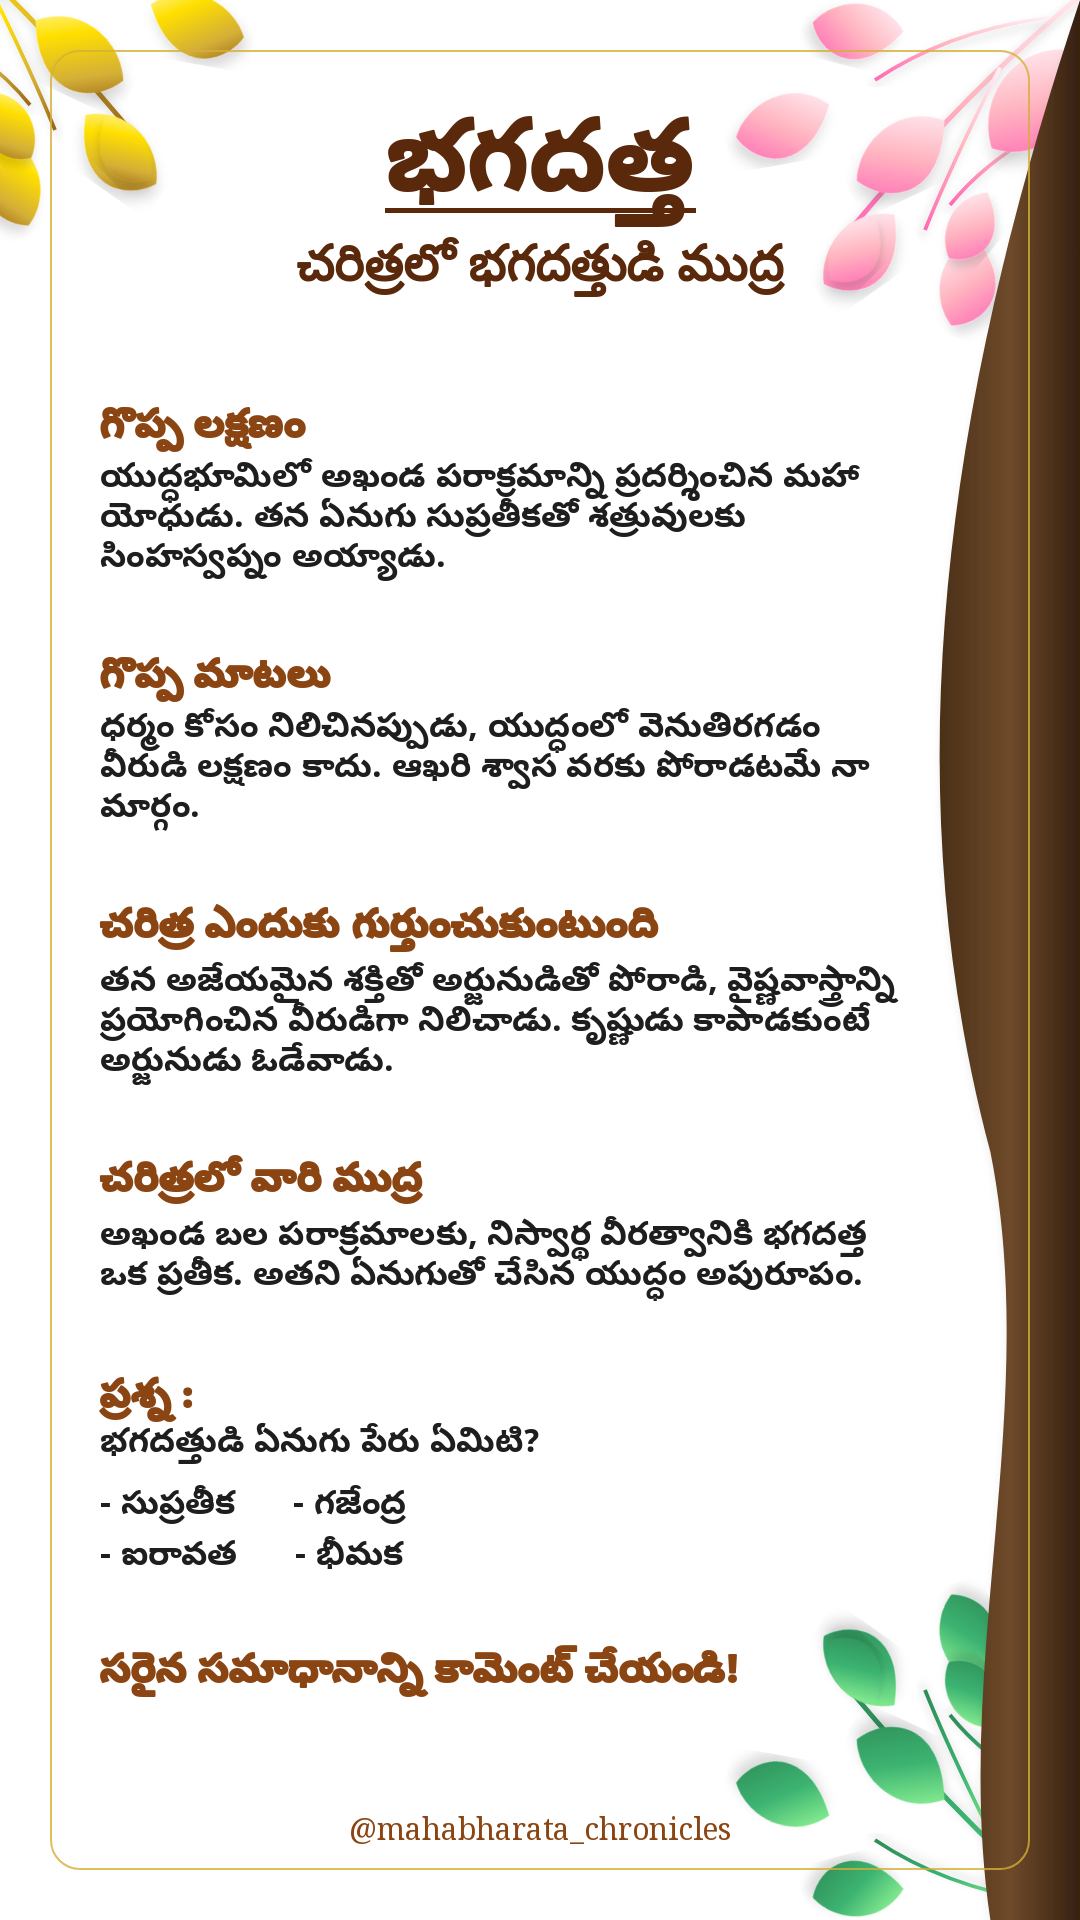 భగదత్త
చరిత్రలో భగదత్తుడి ముద్ర
గొప్ప లక్షణం
యుద్ధభూమిలో అఖండ పరాక్రమాన్ని ప్రదర్శించిన మహా
యోధుడు. తన ఏనుగు సుప్రతీకతో శత్రువులకు
సింహస్వప్నం అయ్యాడు.
గొప్ప మాటలు
ధర్మం కోసం నిలిచినప్పుడు, యుద్ధంలో వెనుతిరగడం
వీరుడి లక్షణం కాదు. ఆఖరి శ్వాస వరకు పోరాడటమే నా
మార్గం.
చరిత్ర ఎందుకు గుర్తుంచుకుంటుంది
తన అజేయమైన శక్తితో అర్జునుడితో పోరాడి, వైష్ణవాస్త్రాన్ని
ప్రయోగించిన వీరుడిగా నిలిచాడు. కృష్ణుడు కాపాడకుంటే
అర్జునుడు ఓడేవాడు.
చరిత్రలో వారి ముద్ర
అఖండ బల పరాక్రమాలకు, నిస్వార్థ వీరత్వానికి భగదత్త
ఒక ప్రతీక. అతని ఏనుగుతో చేసిన యుద్ధం అపురూపం.
ప్రశ్న :
భగదత్తుడి ఏనుగు పేరు ఏమిటి?
- సుప్రతీక - గజేంద్ర
- ఐరావత - భీమక
సరైన సమాధానాన్ని కామెంట్ చేయండి!
@mahabharata_chronicles